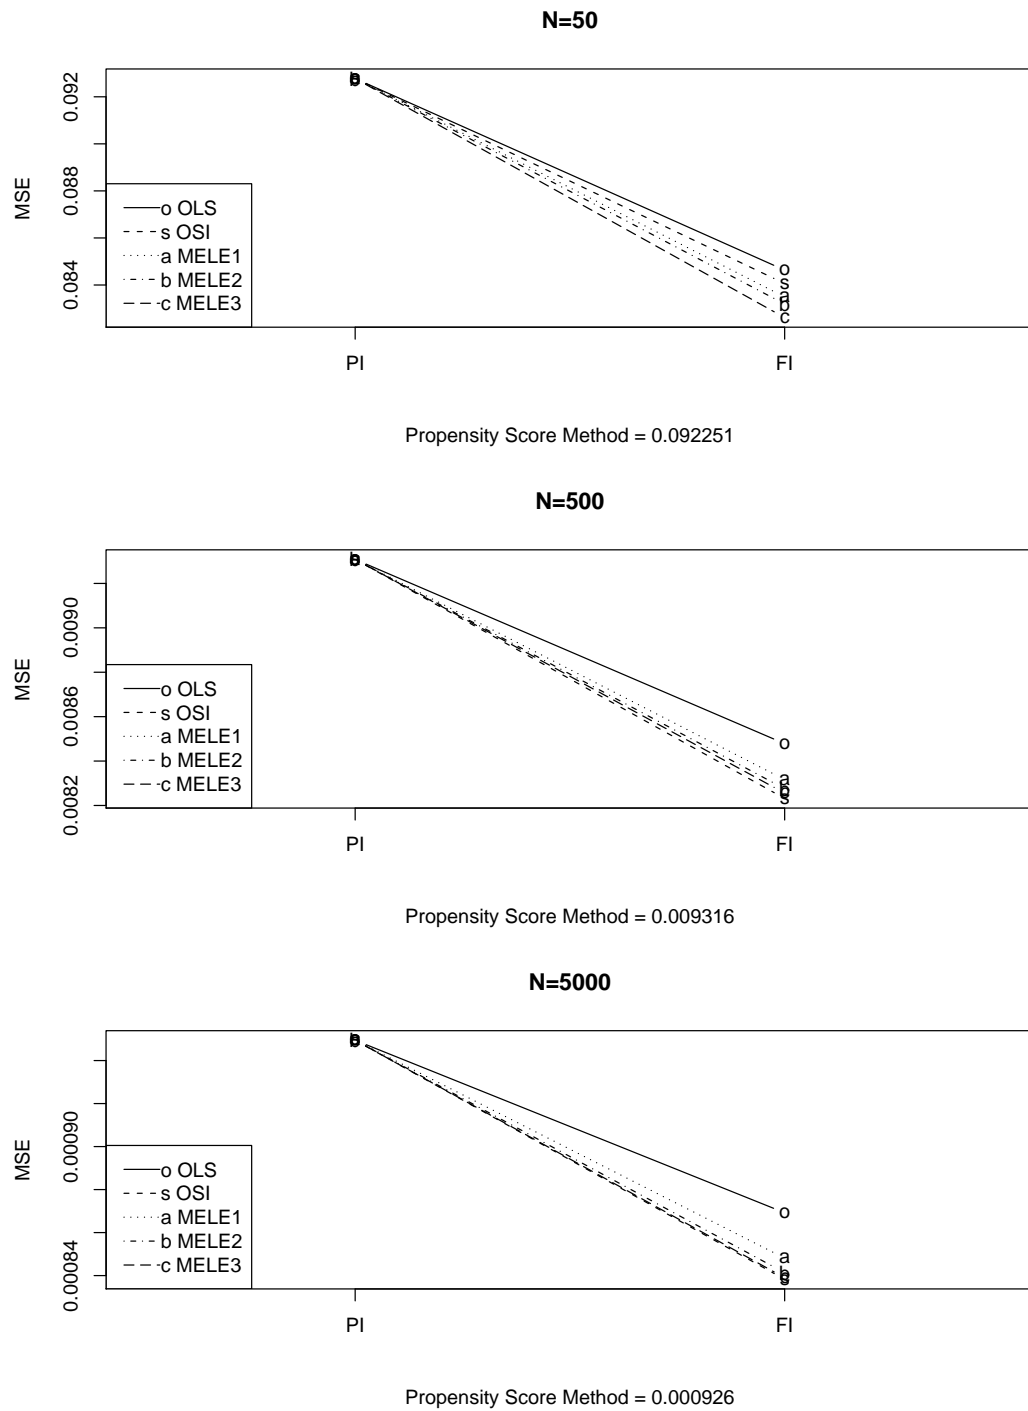 N=50
MSE
0.092
0.088
0.084
o OLS
s OSI
a MELE1
b MELE2
c MELE3
o
s
a
b
c
PI
FI
Propensity Score Method = 0.092251
N=500
MSE
0.0090
0.0086
0.0082
o OLS
s OSI
a MELE1
b MELE2
c MELE3
o
a
b
c
s
PI
FI
Propensity Score Method = 0.009316
N=5000
MSE
0.00090
0.00084
o OLS
s OSI
a MELE1
b MELE2
c MELE3
o
a
b
c
s
PI
FI
Propensity Score Method = 0.000926